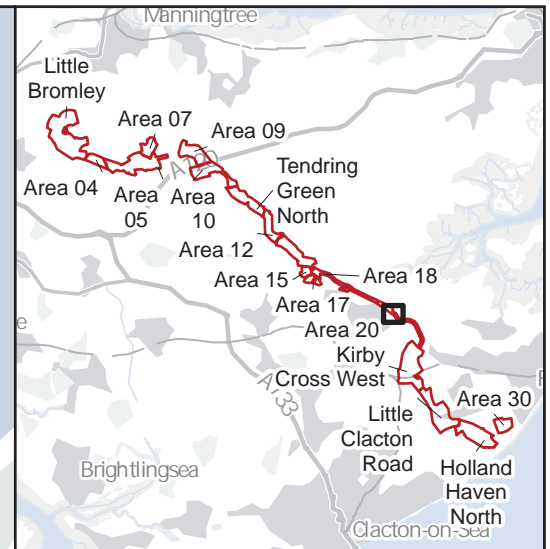 Manningtree
Little
Bromley
Area 07
Area 09
A120
Tendring
Green
North
Area 04
Area
05
Area
10
Area 12
Area 15
Area 18
Area 17
Area 20
Kirby
Cross West
Area 30
A133
Little
Clacton
Road
Holland
Haven
North
Brightlingsea
Clacton-on-Sea